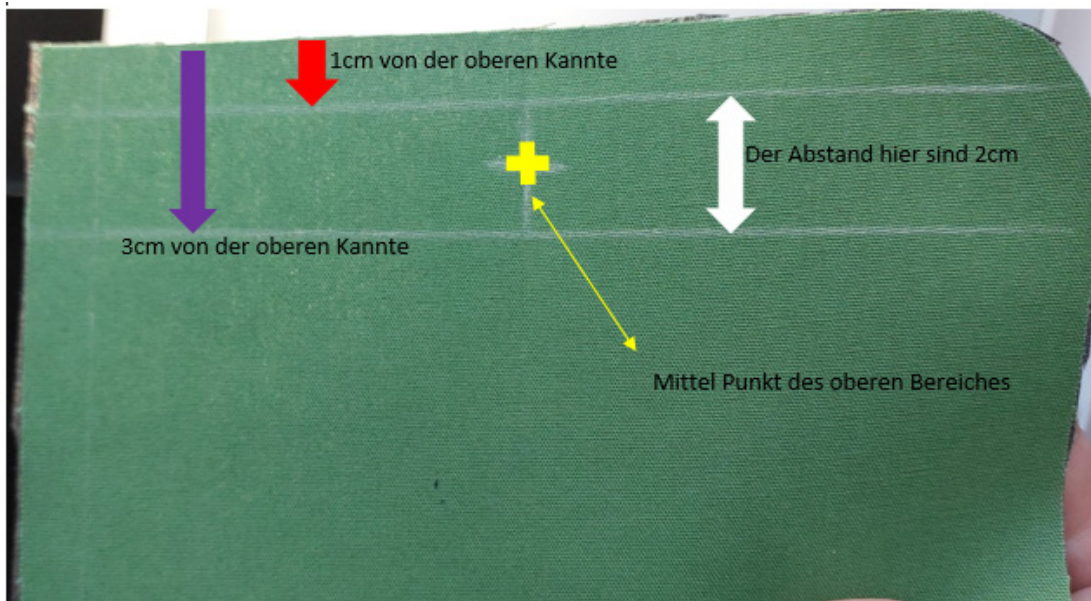 1cm von der oberen Kannte
Der Abstand hier sind 2cm
3cm von der oberen Kannte
Mittel Punkt des oberen Bereiches